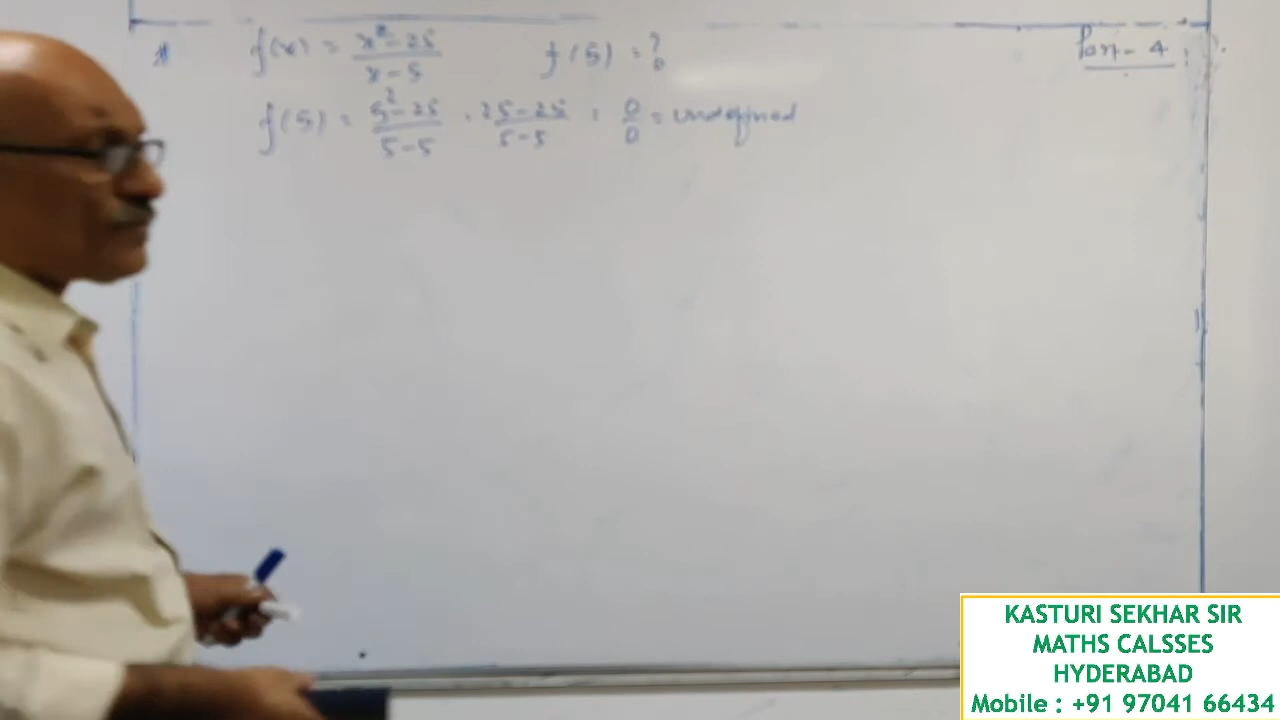 f(x) = x²-25/x-5 f(5) = ? Part-4
f(5) = 5²-25/5-5 = 25-25/5-5 = 0/0 = undefined
KASTURI SEKHAR SIR
MATHS CALSSES
HYDERABAD
Mobile : +91 97041 66434